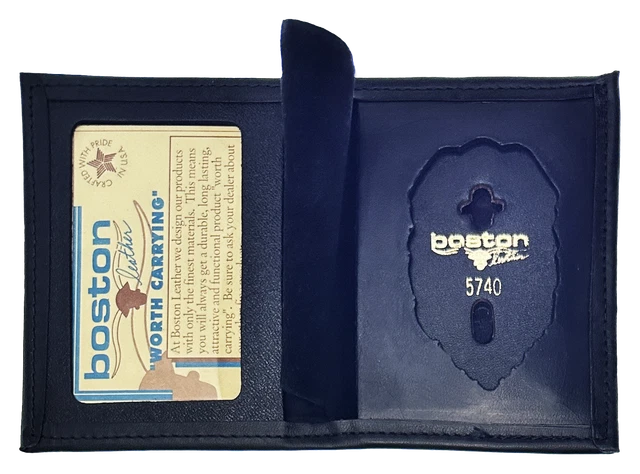 CRAFTED WITH PRIDE
IN U.S.A.
boston
leather
"WORTH CARRYING"
At Boston Leather we design our products
with only the finest materials. This means
you will always get a durable, long lasting,
attractive and functional product "worth
carrying". Be sure to ask your dealer about
boston
Leather
5740